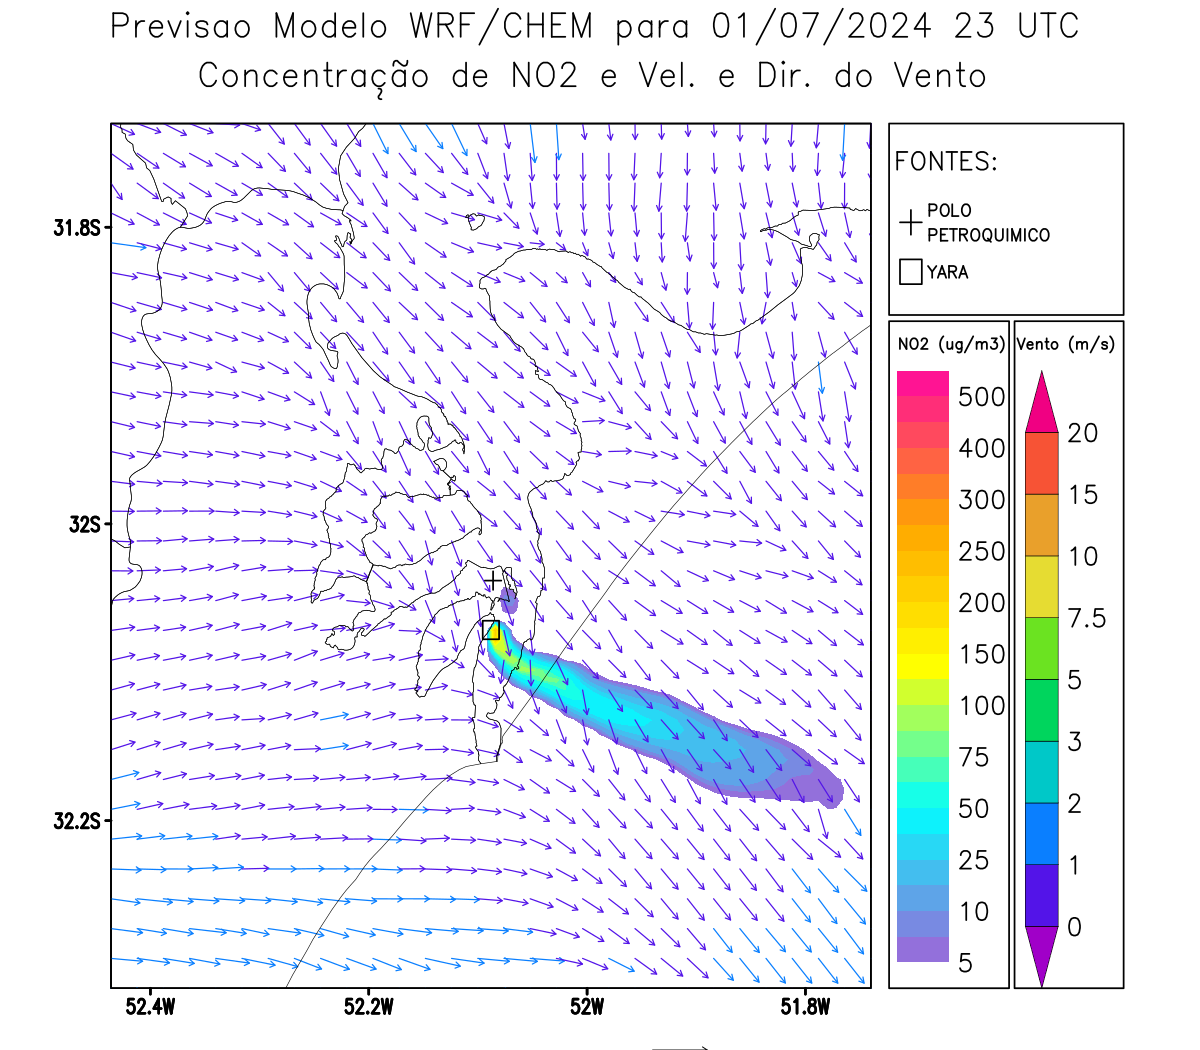 Previsao Modelo WRF/CHEM para 01/07/2024 23 UTC
Concentração de NO2 e Vel. e Dir. do Vento
FONTES:
POLO
PETROQUIMICO
YARA
31.8S
32S
32.2S
52.4W 52.2W 52W 51.8W
NO2 (ug/m3)
500
400
300
250
200
150
100
75
50
25
10
5
Vento (m/s)
20
15
10
7.5
5
3
2
1
0